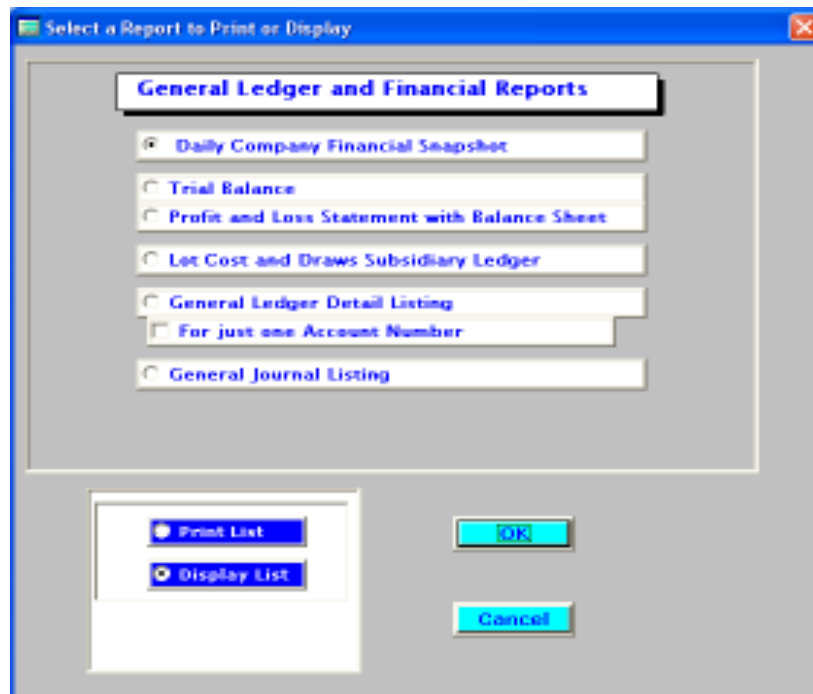 Select a Report to Print or Display
General Ledger and Financial Reports
Daily Company Financial Snapshot
Trial Balance
Profit and Loss Statement with Balance Sheet
Lot Cost and Draws Subsidiary Ledger
General Ledger Detail Listing
For just one Account Number
General Journal Listing
Print List
OK
Display List
Cancel